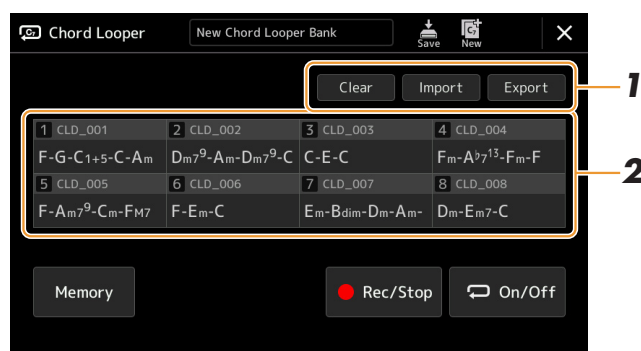 Chord Looper New Chord Looper Bank Save New
Clear Import Export 1
1 CLD_001 2 CLD_002 3 CLD_003 4 CLD_004
F-G-C1+5-C-Am Dm7⁹-Am-Dm7⁹-C C-E-C Fm-A♭7¹³-Fm-F
2
5 CLD_005 6 CLD_006 7 CLD_007 8 CLD_008
F-Am7⁹-Cm-FM7 F-Em-C Em-Bdim-Dm-Am- Dm-Em7-C
Memory Rec/Stop On/Off